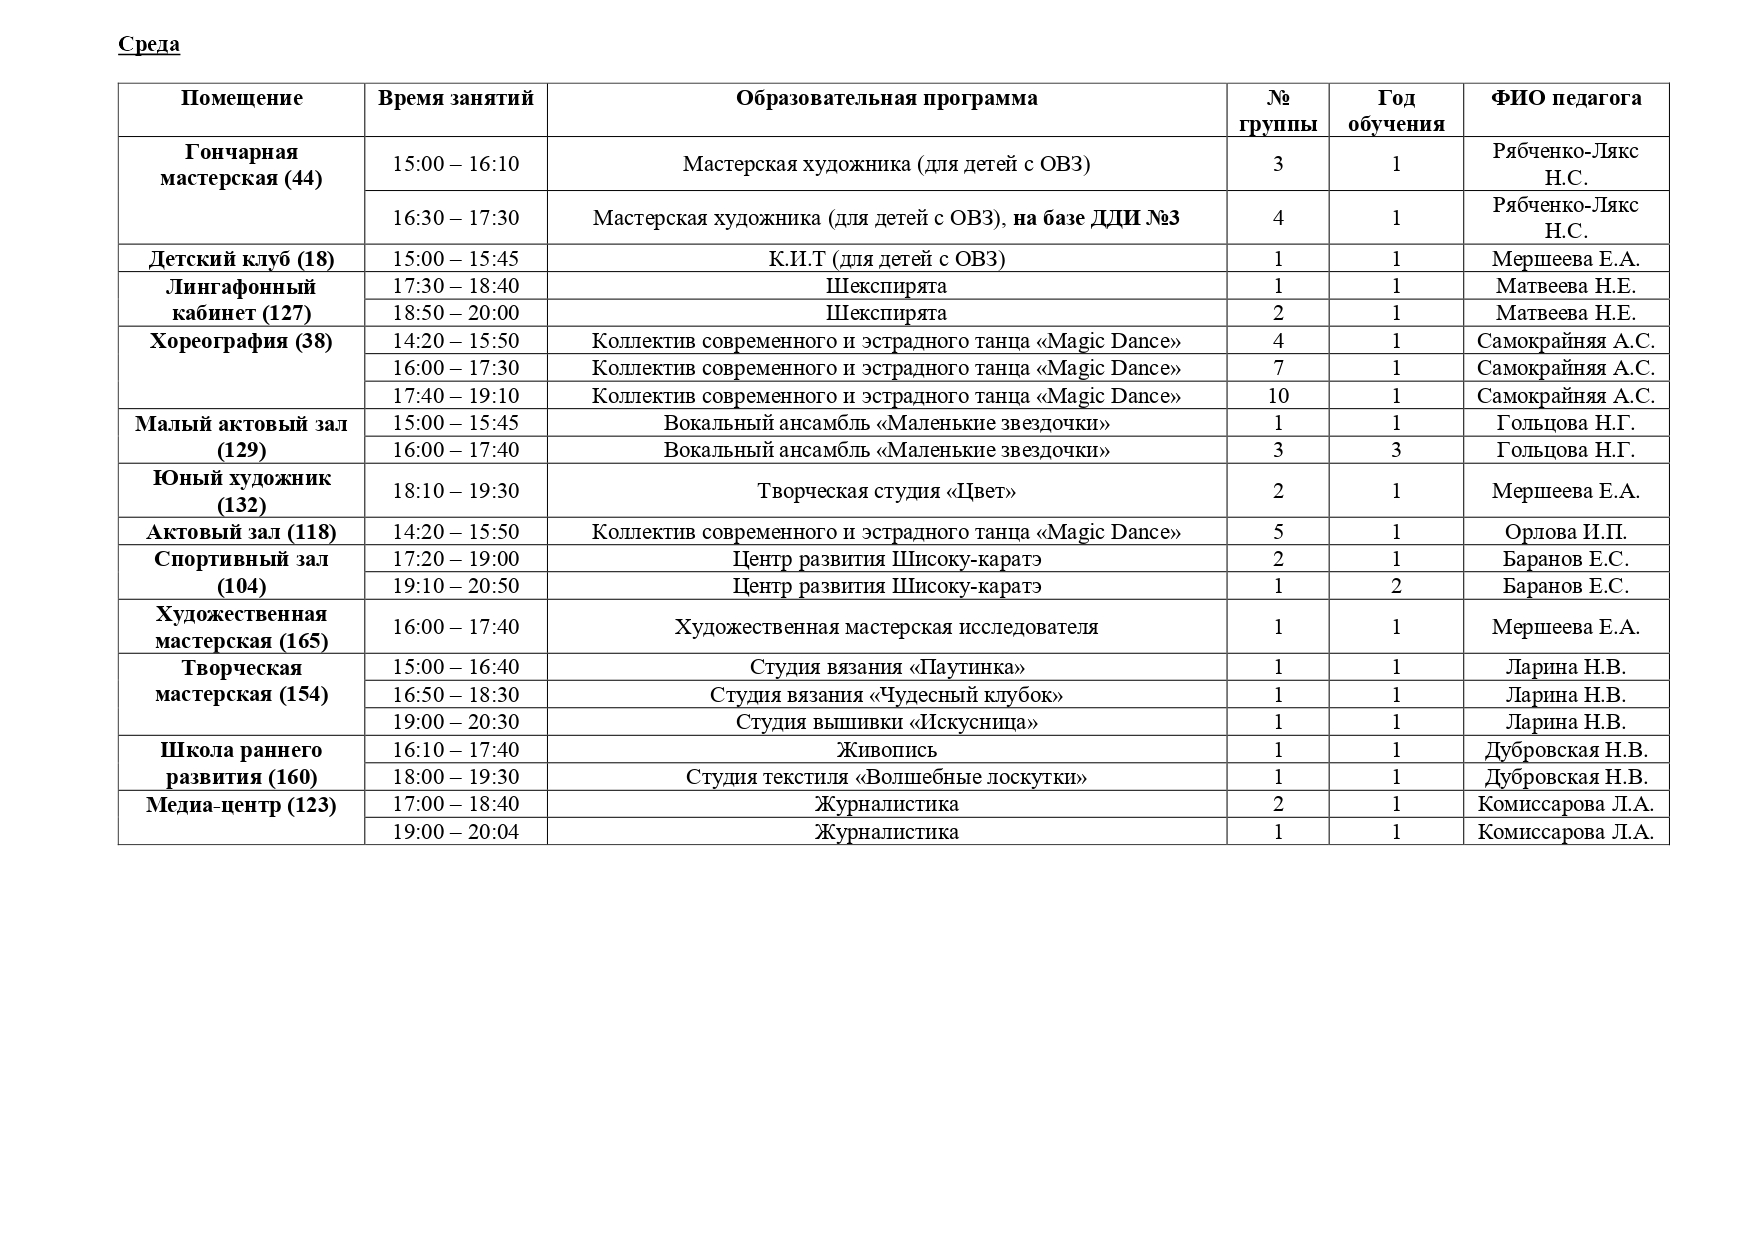 Среда
Помещение Время занятий Образовательная программа № группы Год обучения ФИО педагога
Гончарная мастерская (44) 15:00 – 16:10 Мастерская художника (для детей с ОВЗ) 3 1 Рябченко-Лякс Н.С.
16:30 – 17:30 Мастерская художника (для детей с ОВЗ), на базе ДДИ №3 4 1 Рябченко-Лякс Н.С.
Детский клуб (18) 15:00 – 15:45 К.И.Т (для детей с ОВЗ) 1 1 Мершеева Е.А.
Лингафонный кабинет (127) 17:30 – 18:40 Шекспирята 1 1 Матвеева Н.Е.
18:50 – 20:00 Шекспирята 2 1 Матвеева Н.Е.
Хореография (38) 14:20 – 15:50 Коллектив современного и эстрадного танца «Magic Dance» 4 1 Самокрайняя А.С.
16:00 – 17:30 Коллектив современного и эстрадного танца «Magic Dance» 7 1 Самокрайняя А.С.
17:40 – 19:10 Коллектив современного и эстрадного танца «Magic Dance» 10 1 Самокрайняя А.С.
Малый актовый зал (129) 15:00 – 15:45 Вокальный ансамбль «Маленькие звездочки» 1 1 Гольцова Н.Г.
16:00 – 17:40 Вокальный ансамбль «Маленькие звездочки» 3 3 Гольцова Н.Г.
Юный художник (132) 18:10 – 19:30 Творческая студия «Цвет» 2 1 Мершеева Е.А.
Актовый зал (118) 14:20 – 15:50 Коллектив современного и эстрадного танца «Magic Dance» 5 1 Орлова И.П.
Спортивный зал (104) 17:20 – 19:00 Центр развития Шисоку-каратэ 2 1 Баранов Е.С.
19:10 – 20:50 Центр развития Шисоку-каратэ 1 2 Баранов Е.С.
Художественная мастерская (165) 16:00 – 17:40 Художественная мастерская исследователя 1 1 Мершеева Е.А.
Творческая мастерская (154) 15:00 – 16:40 Студия вязания «Паутинка» 1 1 Ларина Н.В.
16:50 – 18:30 Студия вязания «Чудесный клубок» 1 1 Ларина Н.В.
19:00 – 20:30 Студия вышивки «Искусница» 1 1 Ларина Н.В.
Школа раннего развития (160) 16:10 – 17:40 Живопись 1 1 Дубровская Н.В.
18:00 – 19:30 Студия текстиля «Волшебные лоскутки» 1 1 Дубровская Н.В.
Медиа-центр (123) 17:00 – 18:40 Журналистика 2 1 Комиссарова Л.А.
19:00 – 20:04 Журналистика 1 1 Комиссарова Л.А.